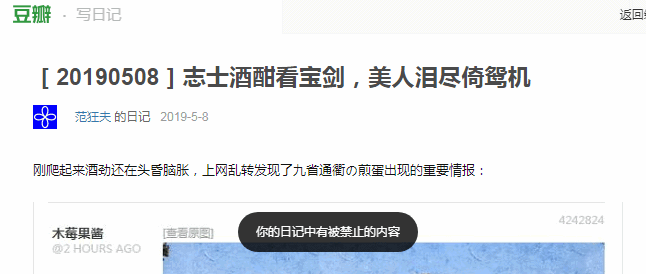 豆瓣 · 写日记
返回
[ 20190508 ] 志士酒酣看宝剑，美人泪尽倚鸳机
范狂夫 的日记 2019-5-8
刚爬起来酒劲还在头昏脑胀，上网乱转发现了九省通衢の煎蛋出现的重要情报：
4242824
木莓果酱 [查看原图]
@2 HOURS AGO
你的日记中有被禁止的内容